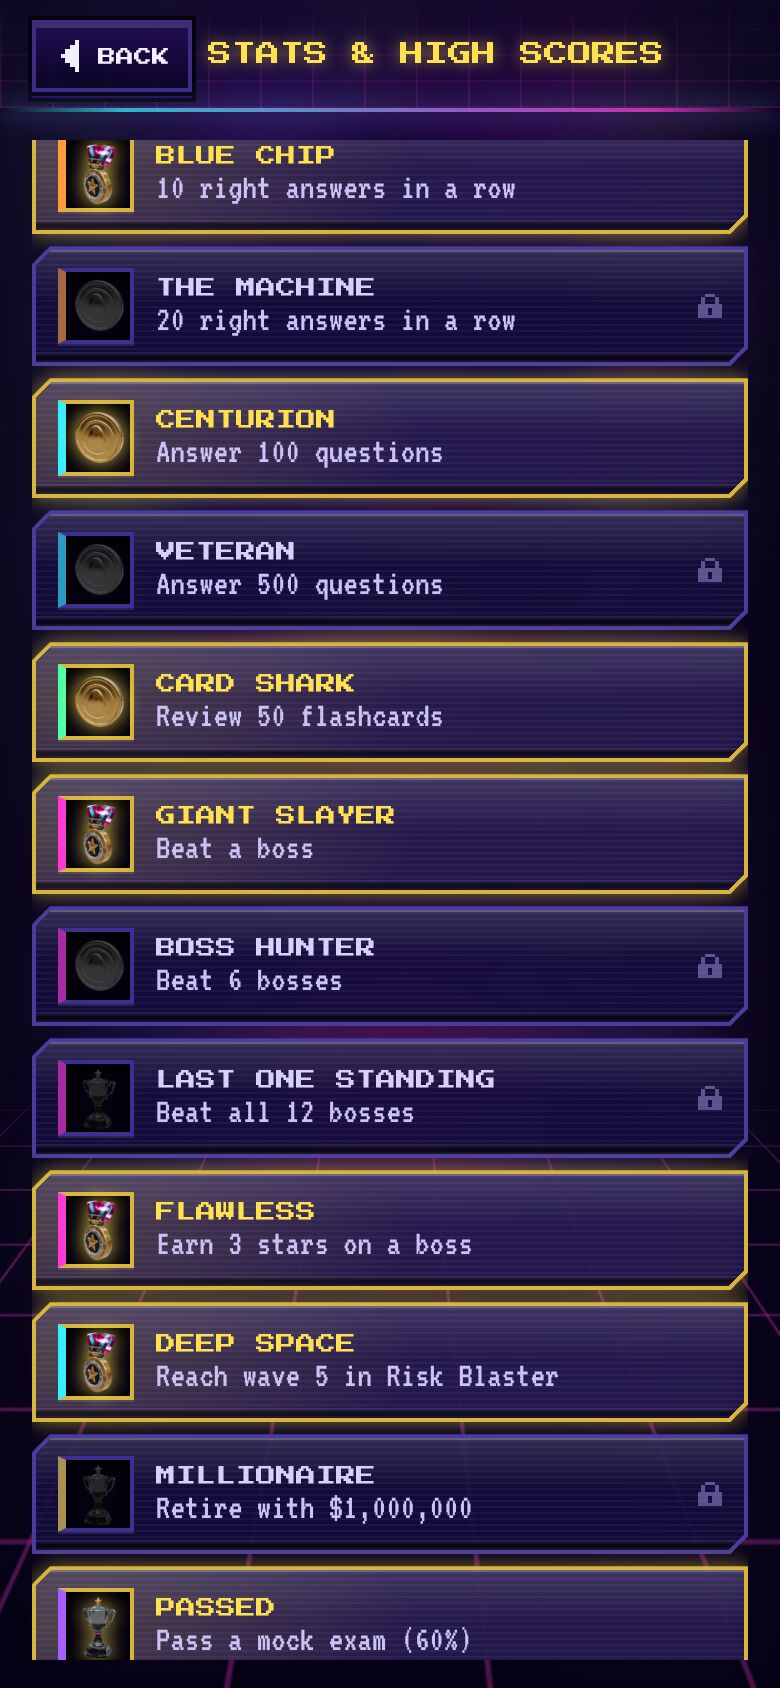 BACK
STATS & HIGH SCORES
BLUE CHIP
10 right answers in a row
THE MACHINE
20 right answers in a row
CENTURION
Answer 100 questions
VETERAN
Answer 500 questions
CARD SHARK
Review 50 flashcards
GIANT SLAYER
Beat a boss
BOSS HUNTER
Beat 6 bosses
LAST ONE STANDING
Beat all 12 bosses
FLAWLESS
Earn 3 stars on a boss
DEEP SPACE
Reach wave 5 in Risk Blaster
MILLIONAIRE
Retire with $1,000,000
PASSED
Pass a mock exam (60%)